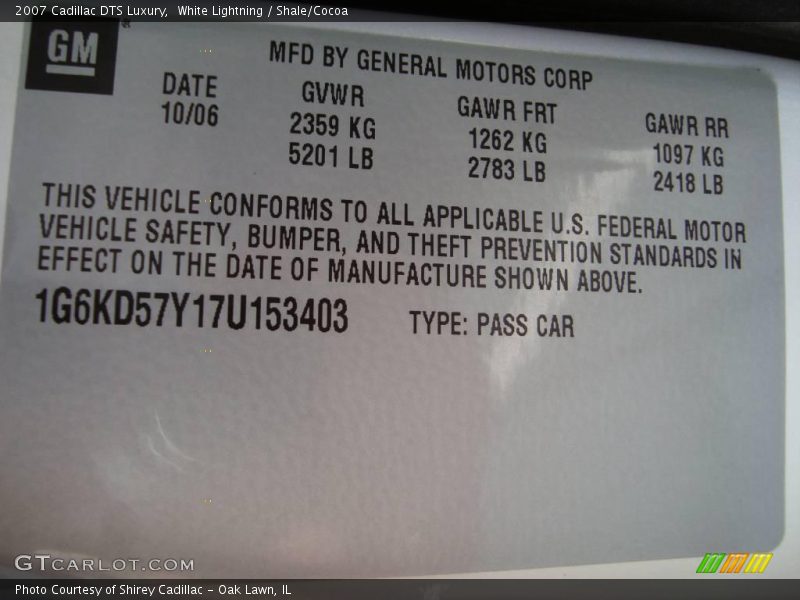 2007 Cadillac DTS Luxury, White Lightning / Shale/Cocoa
GM
MFD BY GENERAL MOTORS CORP
DATE GVWR GAWR FRT GAWR RR
10/06 2359 KG 1262 KG 1097 KG
5201 LB 2783 LB 2418 LB
THIS VEHICLE CONFORMS TO ALL APPLICABLE U.S. FEDERAL MOTOR
VEHICLE SAFETY, BUMPER, AND THEFT PREVENTION STANDARDS IN
EFFECT ON THE DATE OF MANUFACTURE SHOWN ABOVE.
1G6KD57Y17U153403 TYPE: PASS CAR
GTCARLOT.COM
Photo Courtesy of Shirey Cadillac - Oak Lawn, IL